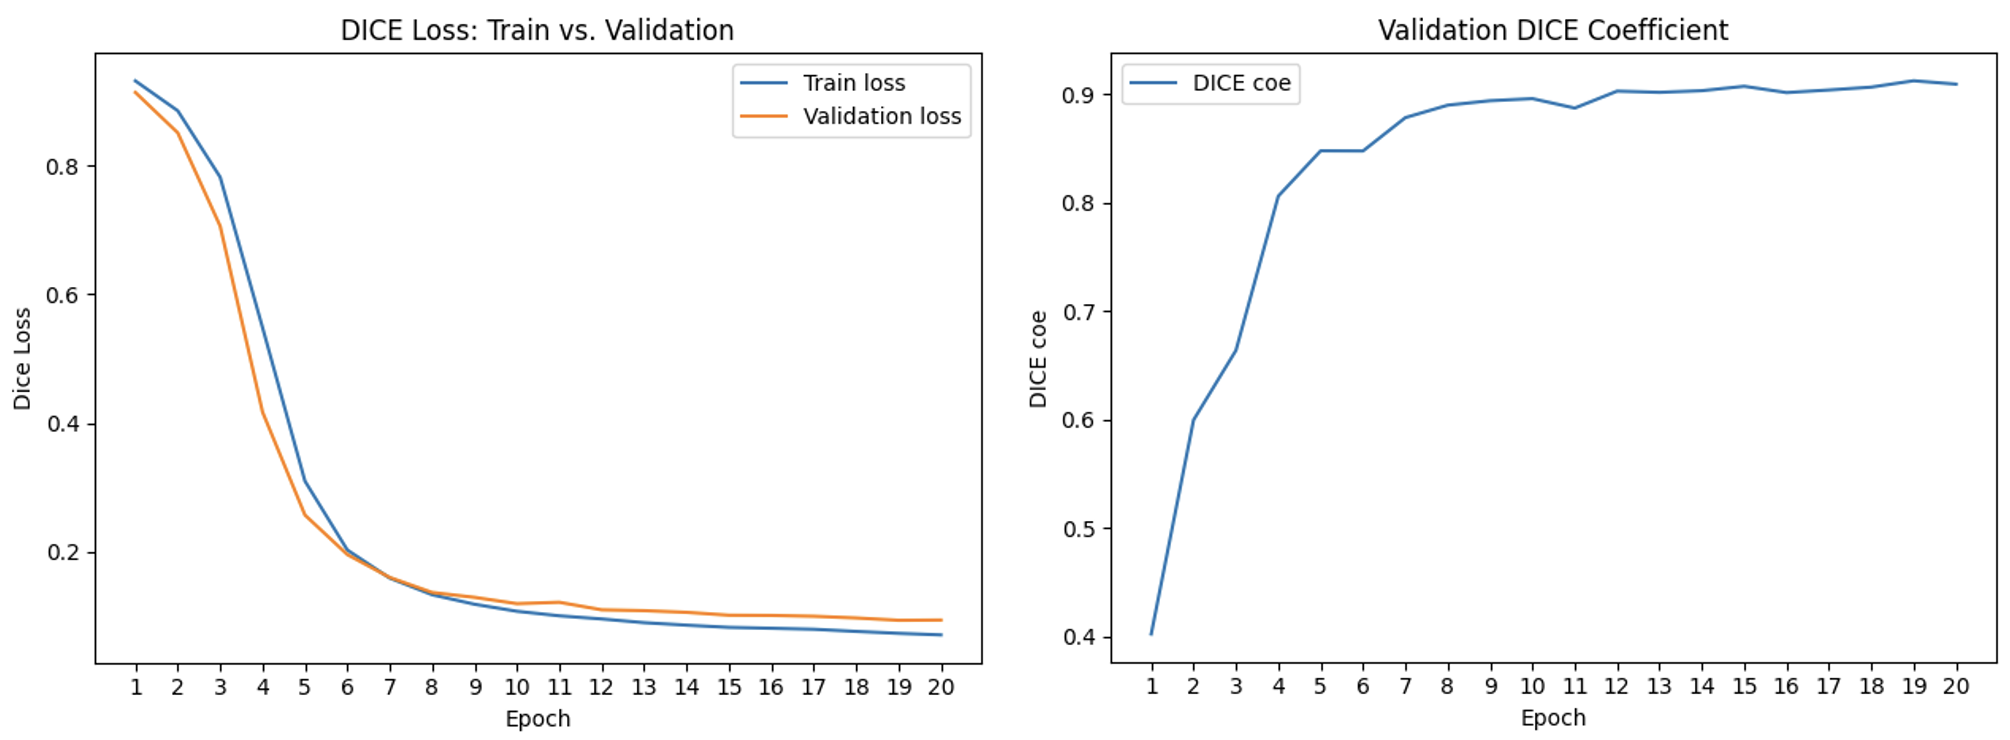 DICE Loss: Train vs. Validation
Train loss
Validation loss
0.8
0.6
0.4
0.2
Dice Loss
1 2 3 4 5 6 7 8 9 10 11 12 13 14 15 16 17 18 19 20
Epoch
Validation DICE Coefficient
DICE coe
0.9
0.8
0.7
0.6
0.5
0.4
DICE coe
1 2 3 4 5 6 7 8 9 10 11 12 13 14 15 16 17 18 19 20
Epoch